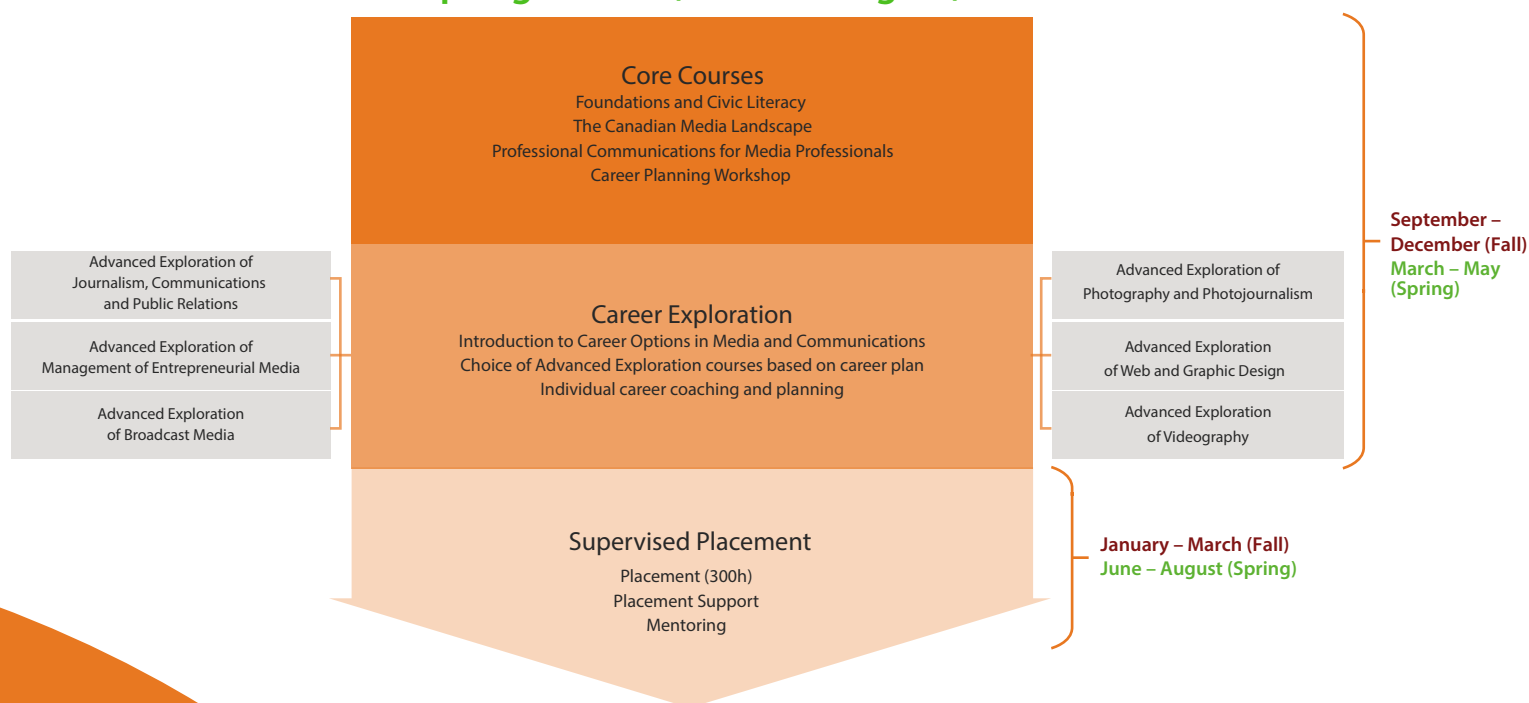 Core Courses
Foundations and Civic Literacy
The Canadian Media Landscape
Professional Communications for Media Professionals
Career Planning Workshop
September –
December (Fall)
March – May
(Spring)
Advanced Exploration of
Journalism, Communications
and Public Relations
Advanced Exploration of
Management of Entrepreneurial Media
Advanced Exploration
of Broadcast Media
Career Exploration
Introduction to Career Options in Media and Communications
Choice of Advanced Exploration courses based on career plan
Individual career coaching and planning
Advanced Exploration of
Photography and Photojournalism
Advanced Exploration
of Web and Graphic Design
Advanced Exploration
of Videography
Supervised Placement
Placement (300h)
Placement Support
Mentoring
January – March (Fall)
June – August (Spring)